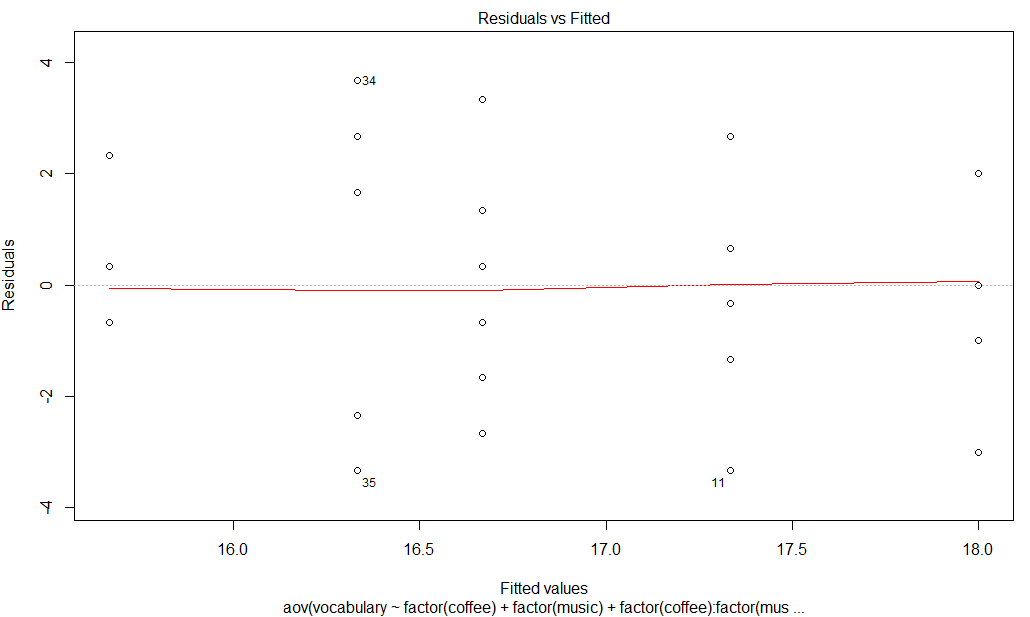 Residuals vs Fitted
4
2
0
-2
-4
Residuals
34
35
11
16.0 16.5 17.0 17.5 18.0
Fitted values
aov(vocabulary ~ factor(coffee) + factor(music) + factor(coffee):factor(mus ...